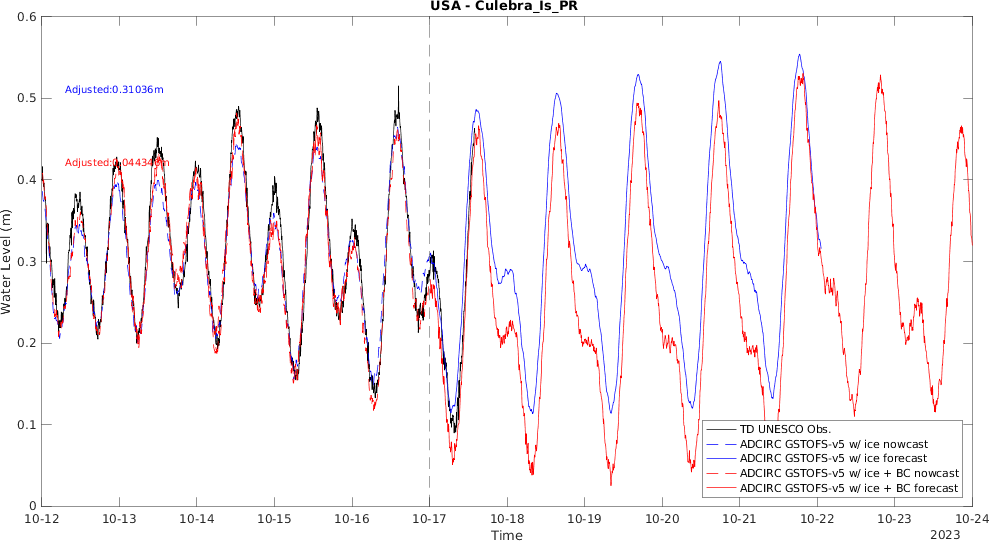 USA - Culebra_Is_PR
0.6
0.5
0.4
0.3
0.2
0.1
0
Water Level (m)
Adjusted:0.31036m
TD UNESCO Obs.
ADCIRC GSTOFS-v5 w/ ice nowcast
ADCIRC GSTOFS-v5 w/ ice forecast
ADCIRC GSTOFS-v5 w/ ice + BC nowcast
ADCIRC GSTOFS-v5 w/ ice + BC forecast
10-12 10-13 10-14 10-15 10-16 10-17 10-18 10-19 10-20 10-21 10-22 10-23 10-24
Time
2023